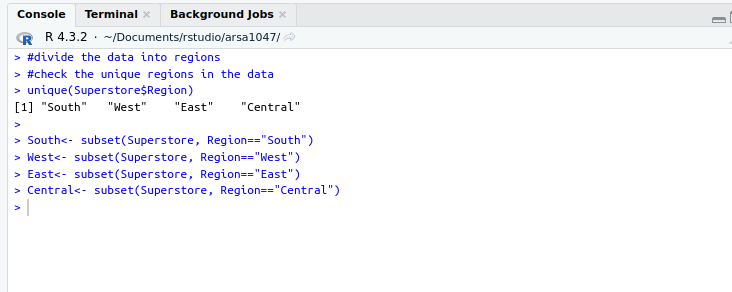 Console Terminal × Background Jobs ×
R R 4.3.2 · ~/Documents/rstudio/arsa1047/
> #divide the data into regions
> #check the unique regions in the data
> unique(Superstore$Region)
[1] "South"   "West"    "East"    "Central"
>
> South<- subset(Superstore, Region=="South")
> West<- subset(Superstore, Region=="West")
> East<- subset(Superstore, Region=="East")
> Central<- subset(Superstore, Region=="Central")
>